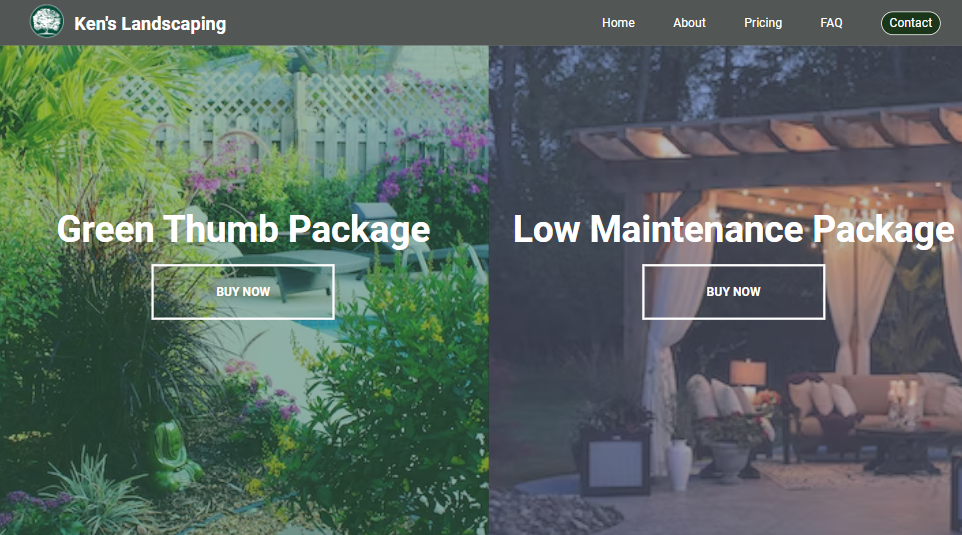 Ken's Landscaping
Home
About
Pricing
FAQ
Contact
Green Thumb Package
BUY NOW
Low Maintenance Package
BUY NOW